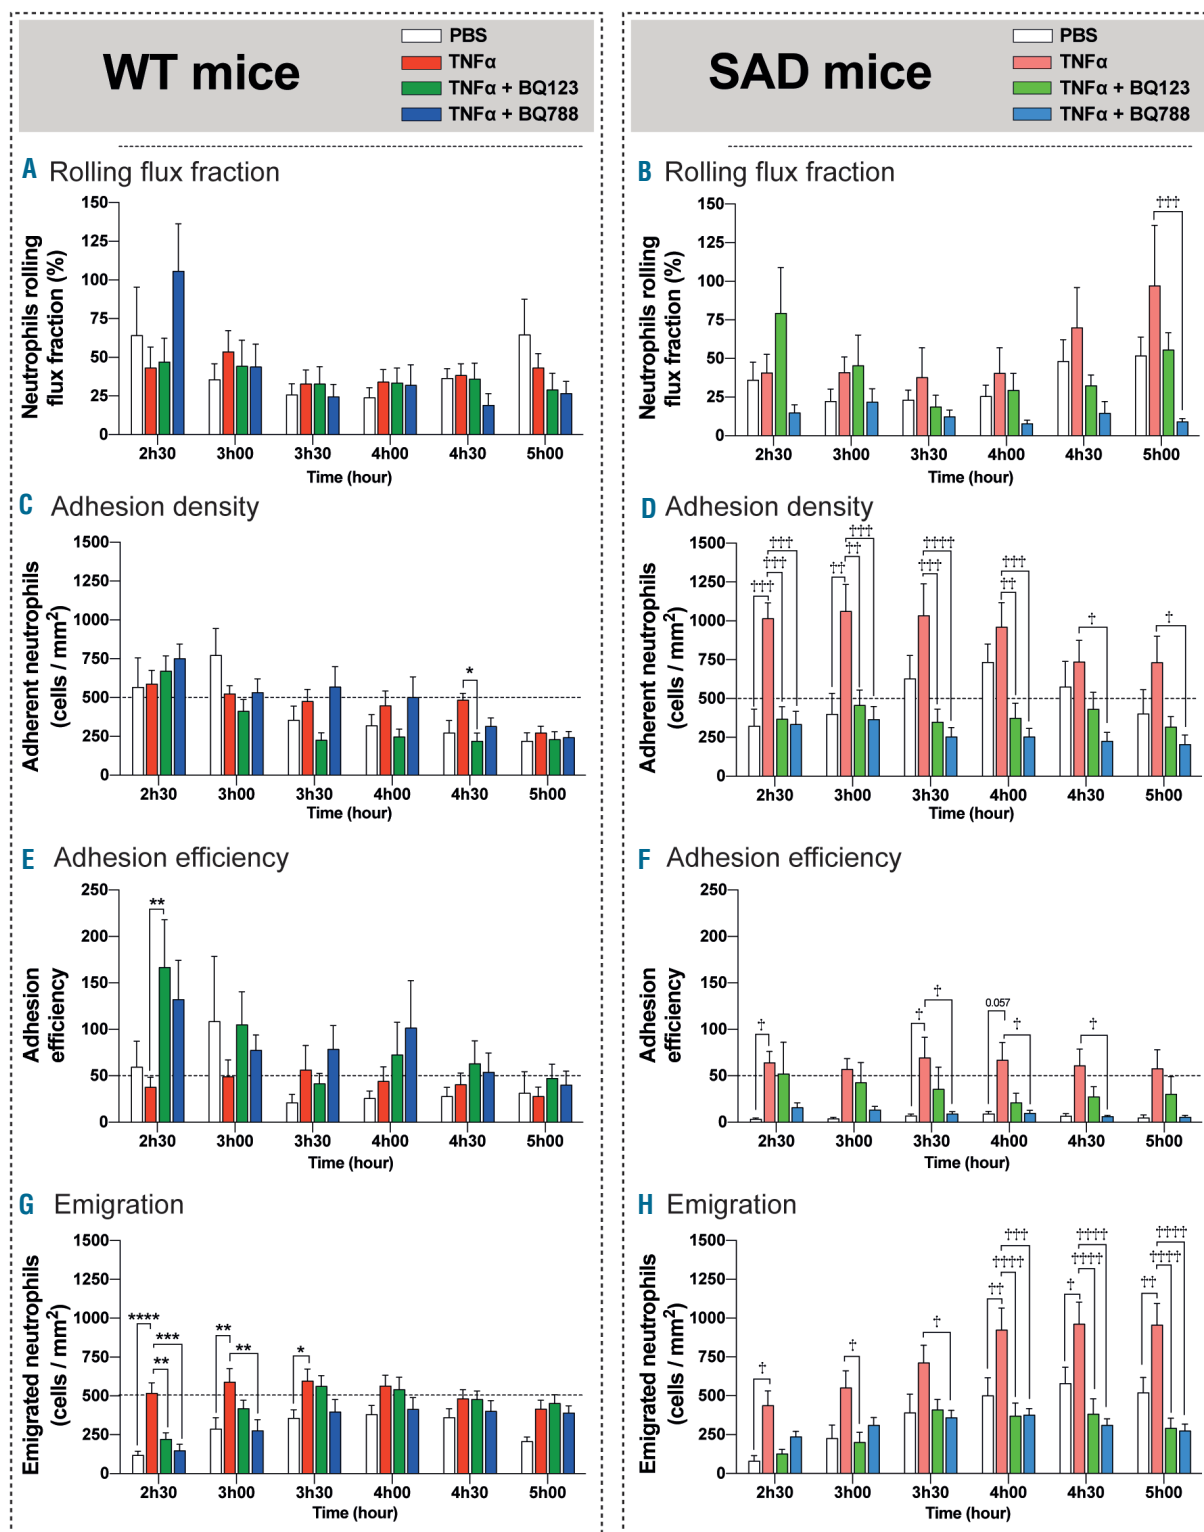 WT mice
PBS
TNFα
TNFα + BQ123
TNFα + BQ788
SAD mice
PBS
TNFα
TNFα + BQ123
TNFα + BQ788
A Rolling flux fraction
Neutrophils rolling
flux fraction (%)
150
125
100
75
50
25
0
2h30 3h00 3h30 4h00 4h30 5h00
Time (hour)
B Rolling flux fraction
Neutrophils rolling
flux fraction (%)
150
125
100
75
50
25
0
†††
2h30 3h00 3h30 4h00 4h30 5h00
Time (hour)
C Adhesion density
Adherent neutrophils
(cells / mm²)
1500
1250
1000
750
500
250
0
*
2h30 3h00 3h30 4h00 4h30 5h00
Time (hour)
D Adhesion density
Adherent neutrophils
(cells / mm²)
1500
1250
1000
750
500
250
0
††† ††† †††
†† †† †††
††† ††††
†† †††
†
†
2h30 3h00 3h30 4h00 4h30 5h00
Time (hour)
E Adhesion efficiency
Adhesion
efficiency
250
200
150
100
50
0
**
2h30 3h00 3h30 4h00 4h30 5h00
Time (hour)
F Adhesion efficiency
Adhesion
efficiency
250
200
150
100
50
0
†
† †
0.057 †
†
2h30 3h00 3h30 4h00 4h30 5h00
Time (hour)
G Emigration
Emigrated neutrophils
(cells / mm²)
1500
1250
1000
750
500
250
0
**** *** **
** **
*
2h30 3h00 3h30 4h00 4h30 5h00
Time (hour)
H Emigration
Emigrated neutrophils
(cells / mm²)
1500
1250
1000
750
500
250
0
†
†
†
†† †††† †††
† †††† ††††
†† †††† ††††
2h30 3h00 3h30 4h00 4h30 5h00
Time (hour)